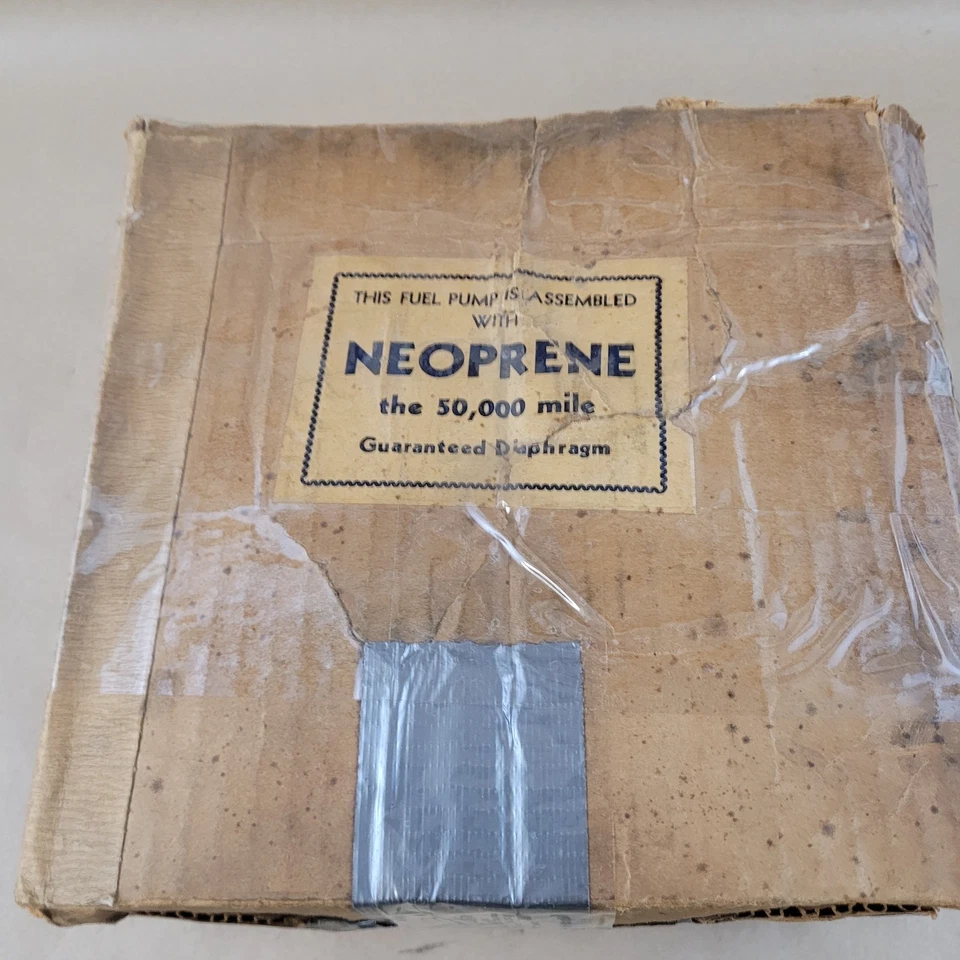 THIS FUEL PUMP IS ASSEMBLED
WITH
NEOPRENE
the 50,000 mile
Guaranteed Diaphragm